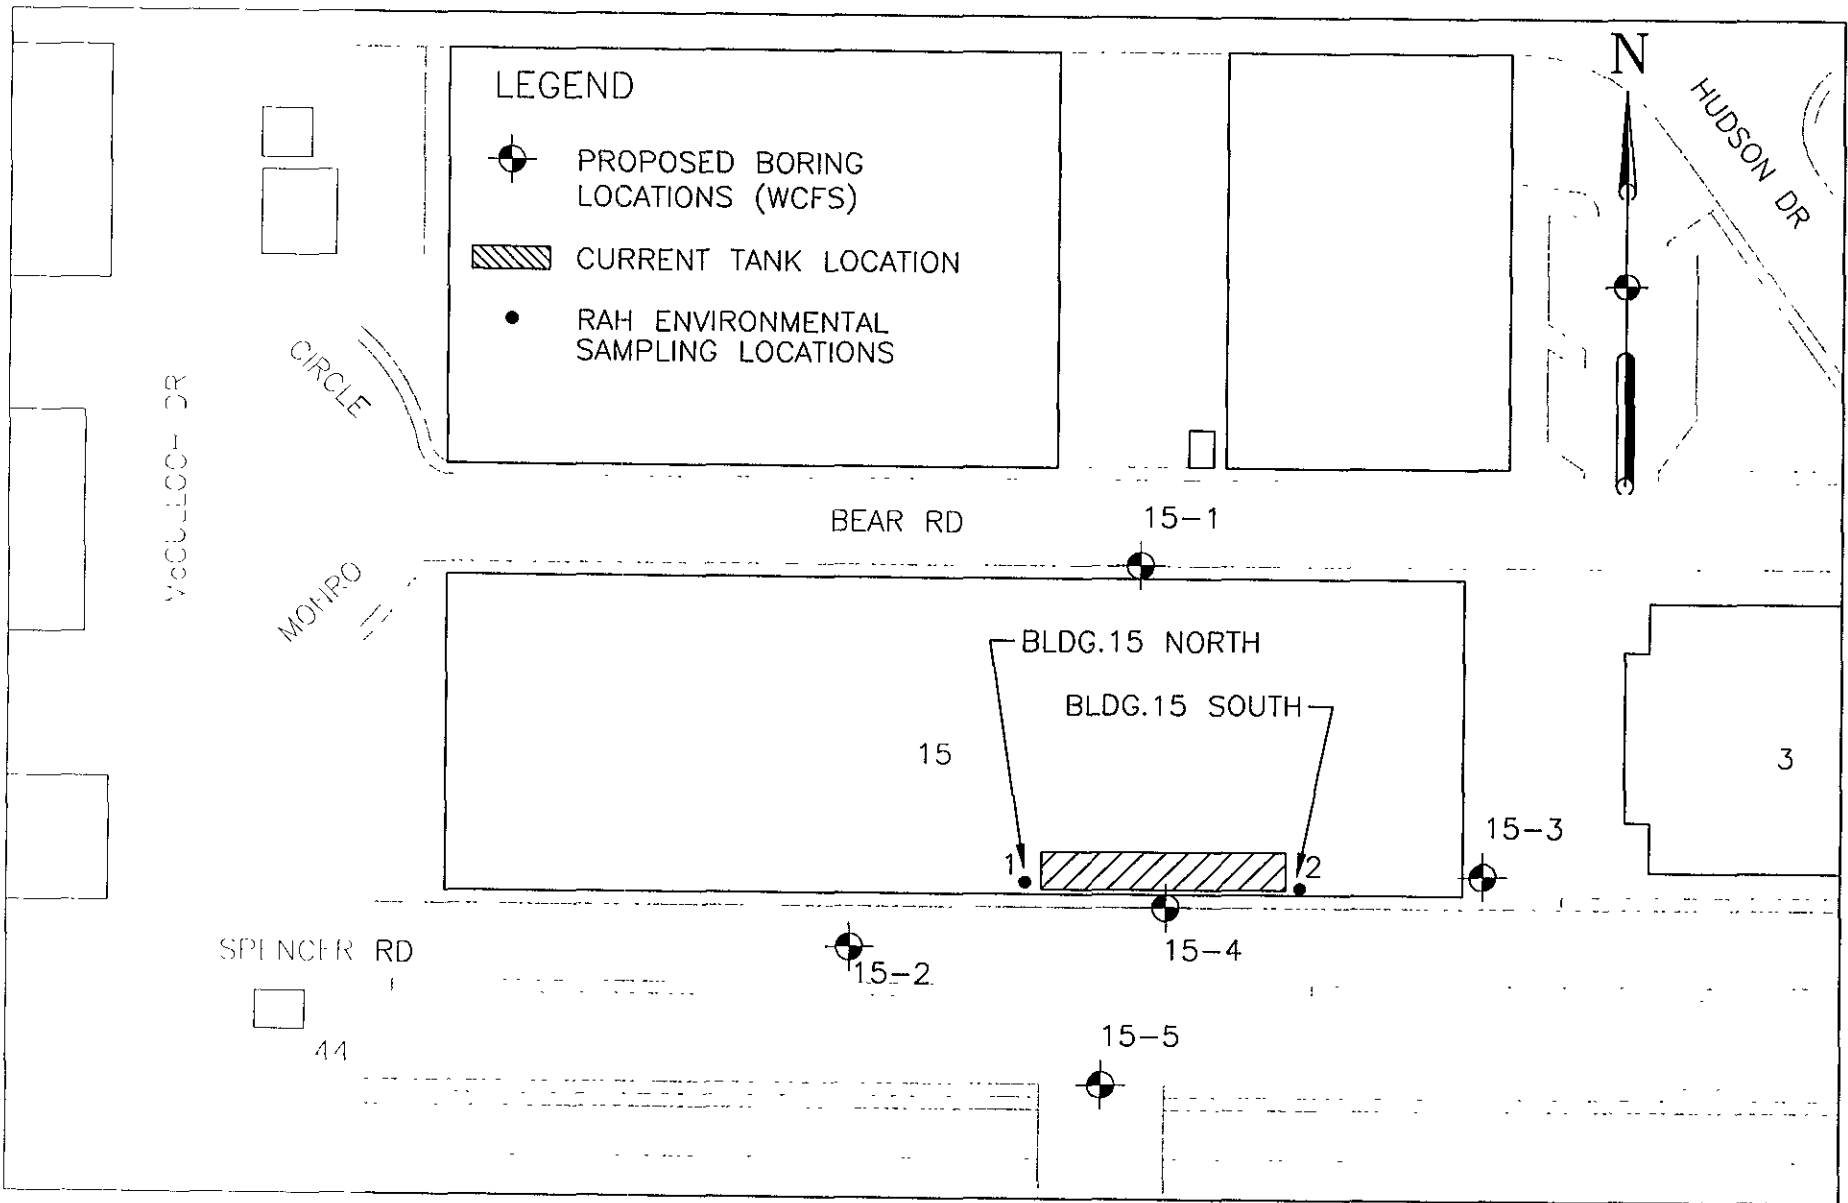 N
HUDSON DR
LEGEND
PROPOSED BORING
LOCATIONS (WCFS)
CURRENT TANK LOCATION
RAH ENVIRONMENTAL
SAMPLING LOCATIONS
CIRCLE
McCULLOCH DR
BEAR RD
15-1
MONRO
BLDG.15 NORTH
BLDG.15 SOUTH
15
3
15-3
1
2
SPENCER RD
15-2
15-4
44
15-5